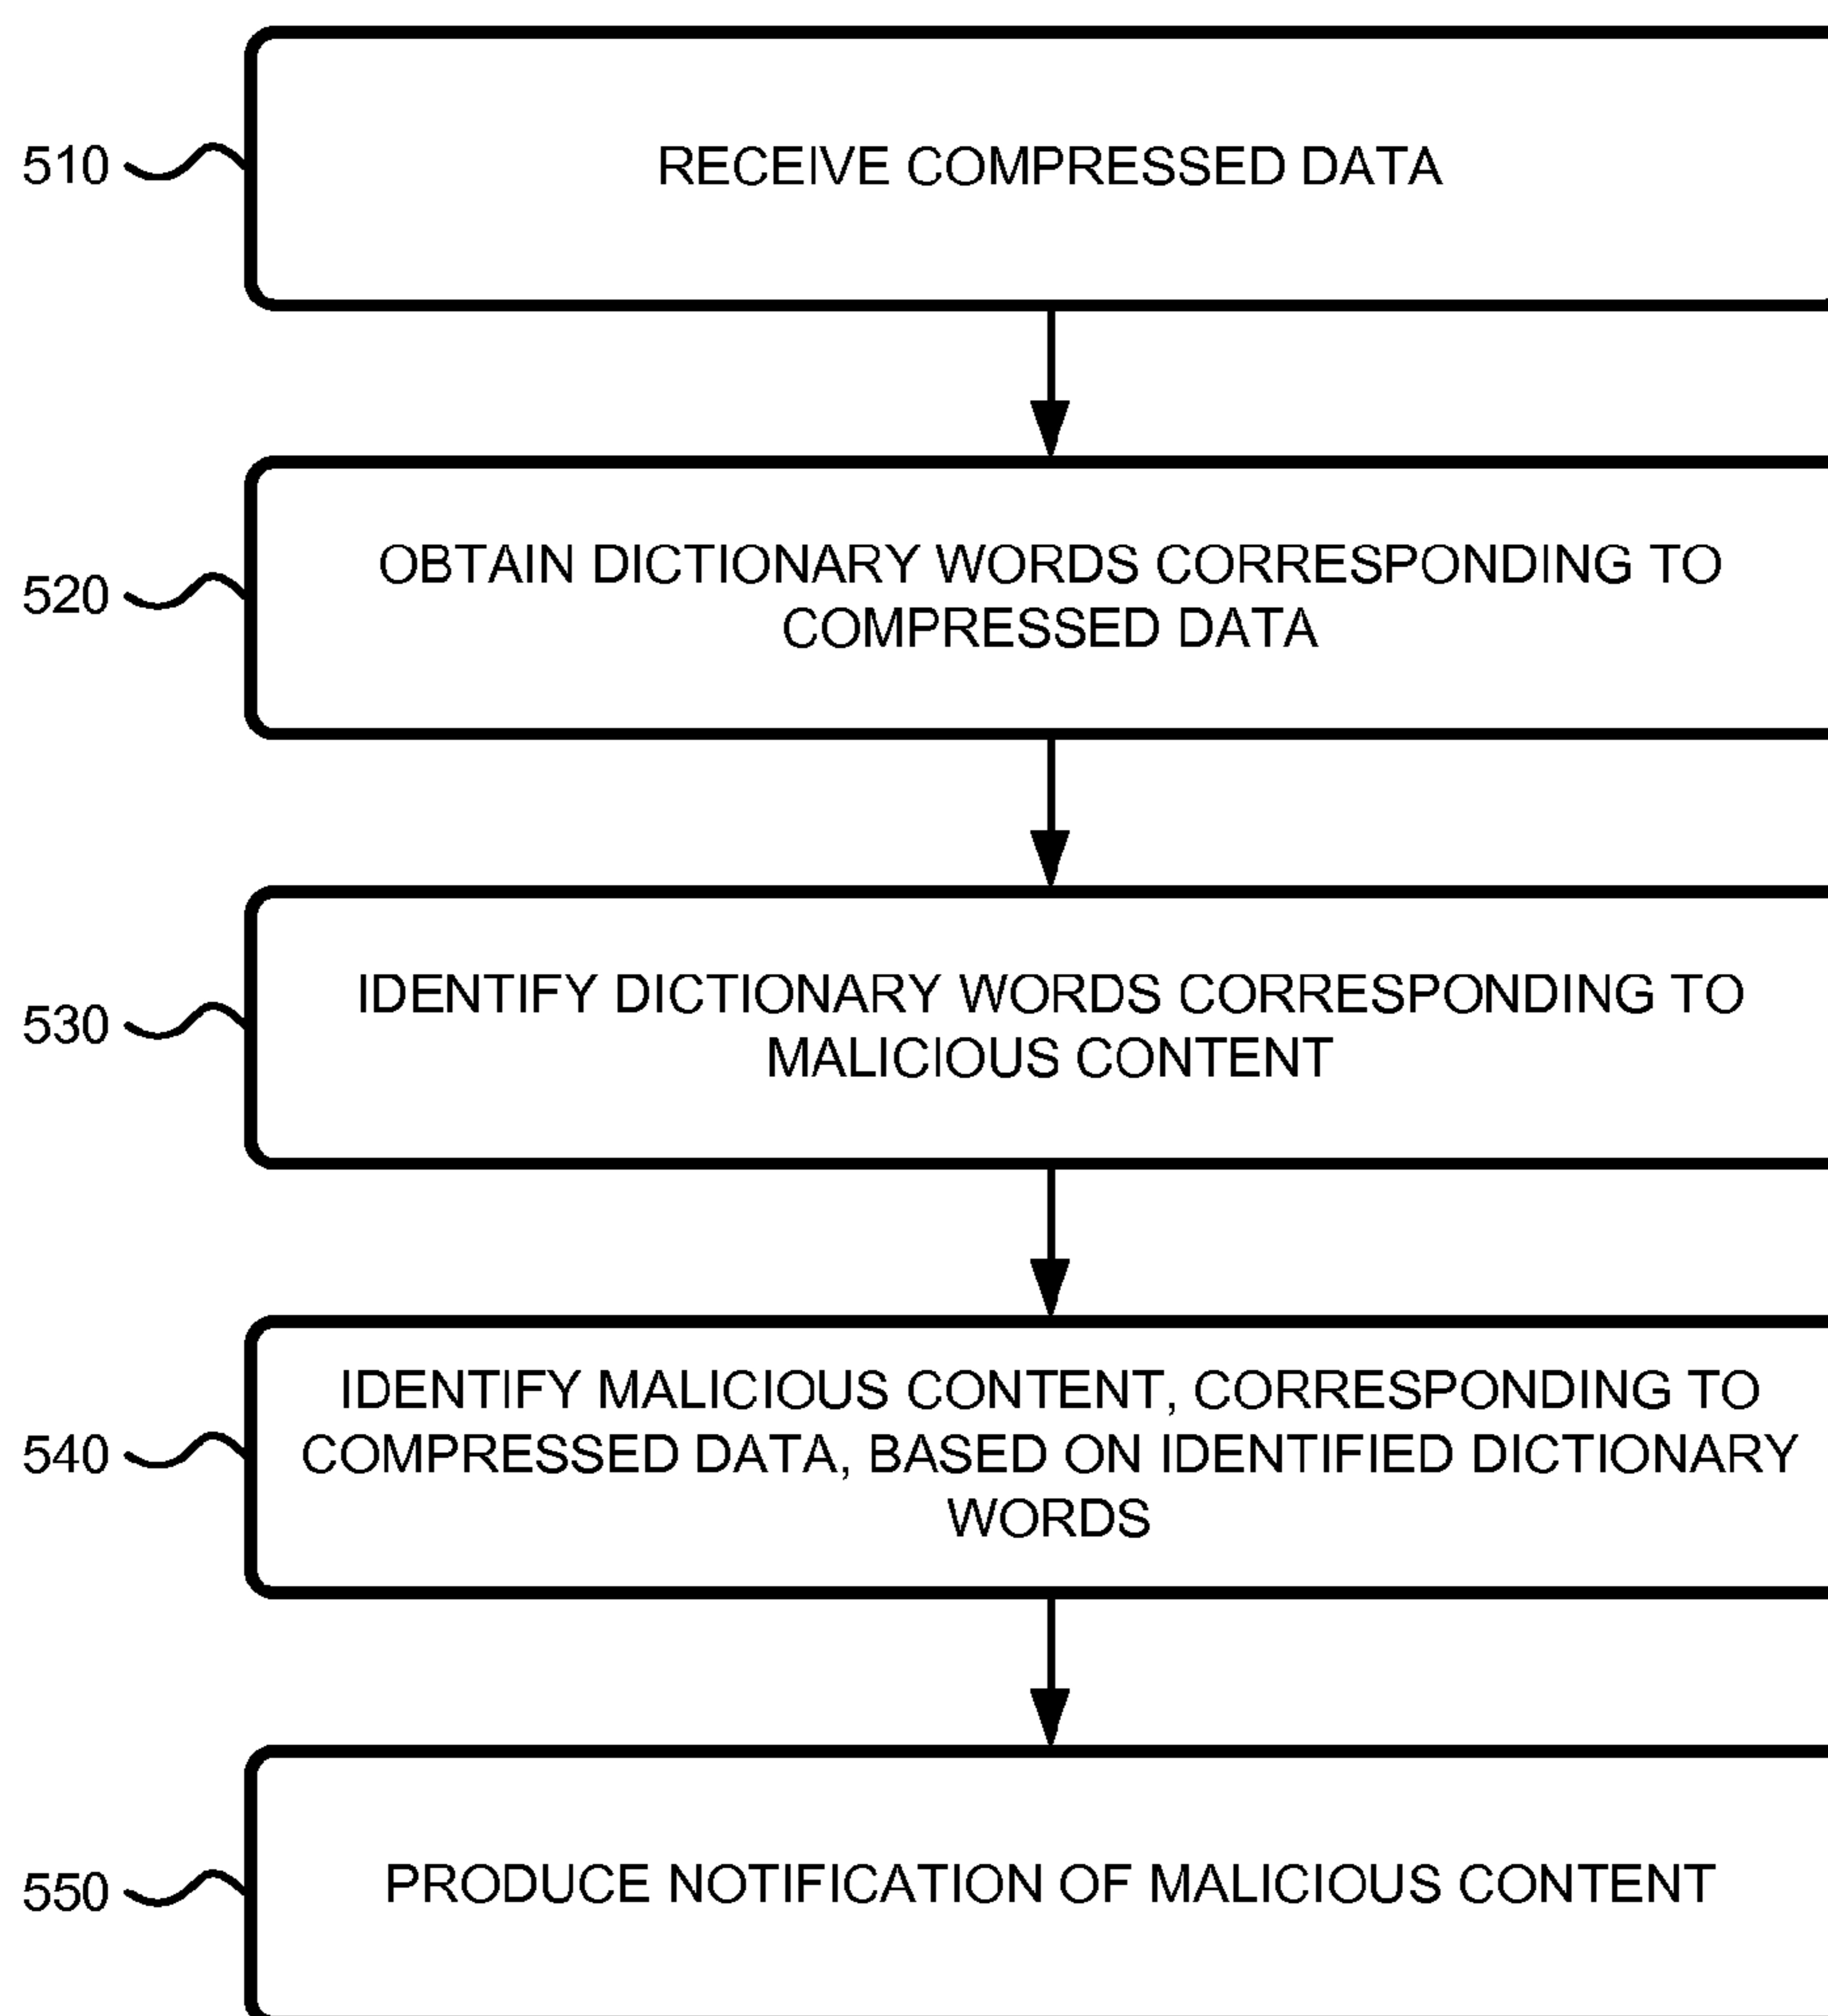 510
RECEIVE COMPRESSED DATA
520
OBTAIN DICTIONARY WORDS CORRESPONDING TO
COMPRESSED DATA
530
IDENTIFY DICTIONARY WORDS CORRESPONDING TO
MALICIOUS CONTENT
540
IDENTIFY MALICIOUS CONTENT, CORRESPONDING TO
COMPRESSED DATA, BASED ON IDENTIFIED DICTIONARY
WORDS
550
PRODUCE NOTIFICATION OF MALICIOUS CONTENT